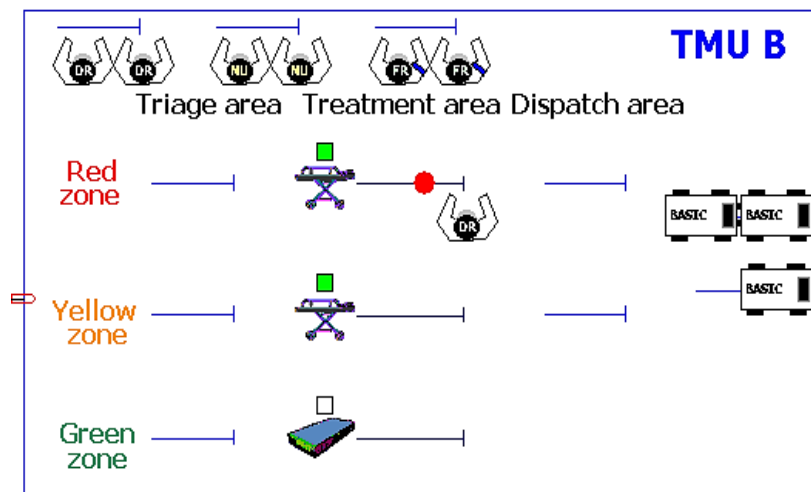 TMU B
DR DR NU NU FR FR
Triage area Treatment area Dispatch area
Red
zone
DR
BASIC BASIC
BASIC
Yellow
zone
Green
zone